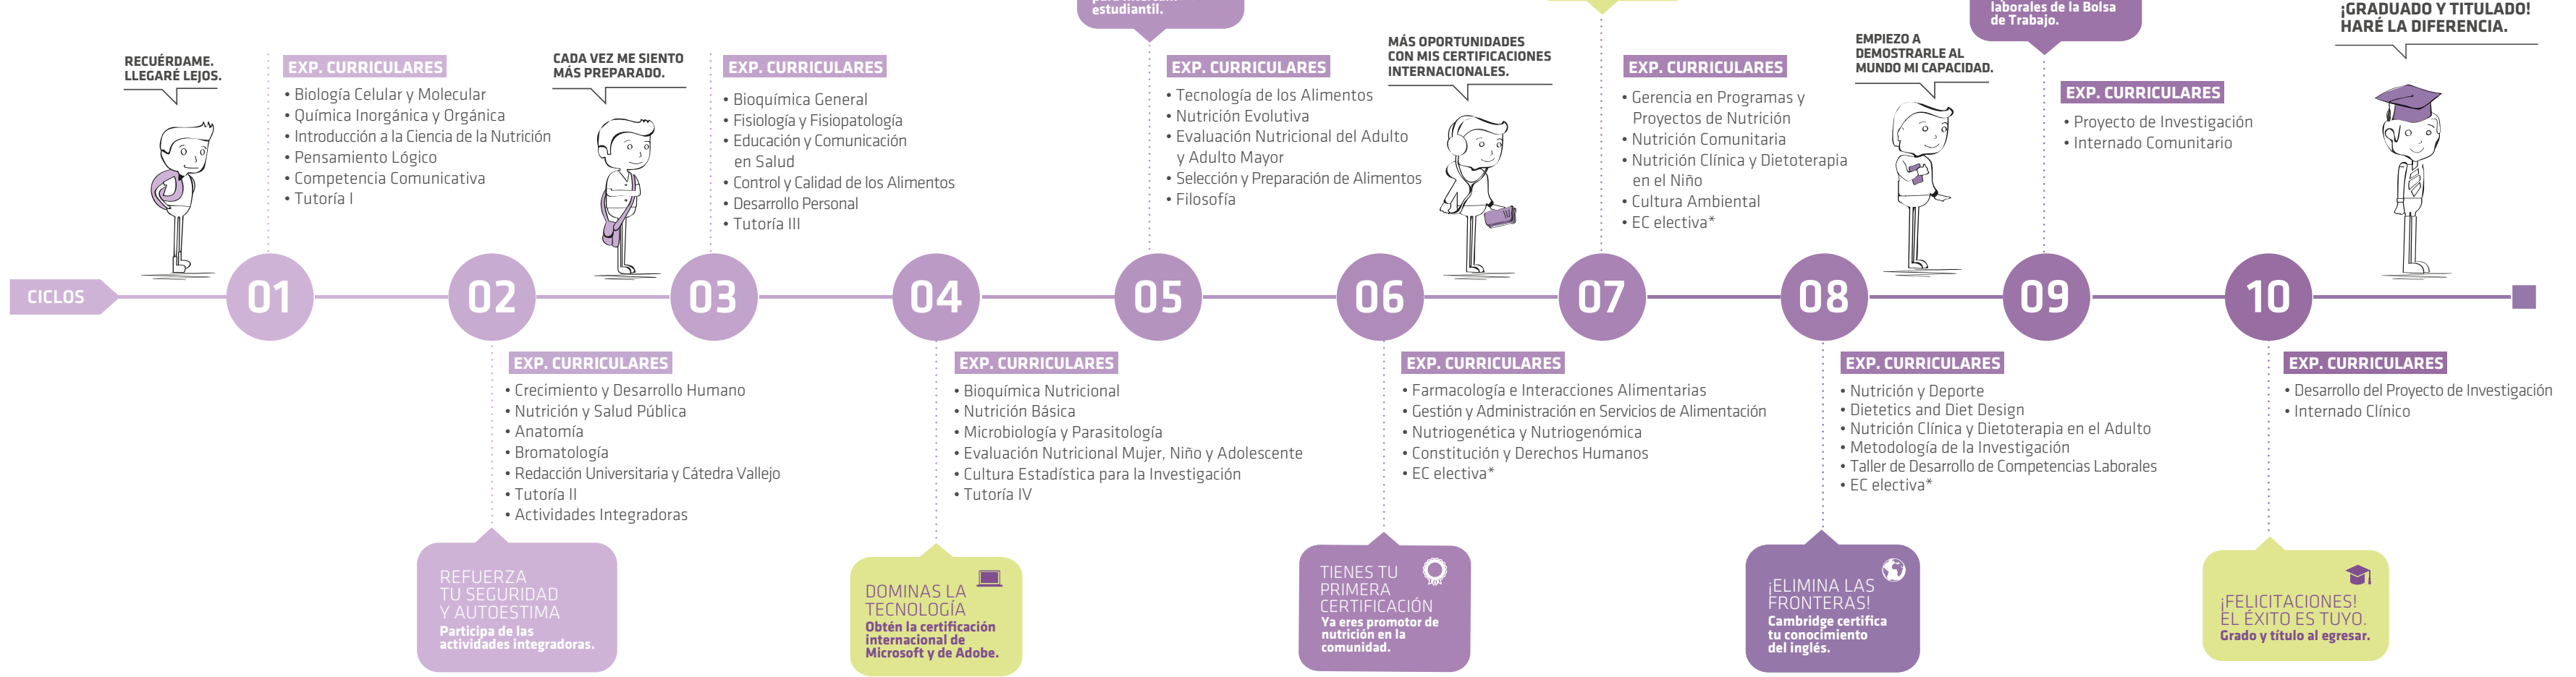 estudiantil.
laborales de la Bolsa
de Trabajo.
¡GRADUADO Y TITULADO!
HARÉ LA DIFERENCIA.
RECUÉRDAME.
LLEGARÉ LEJOS.
EXP. CURRICULARES
• Biología Celular y Molecular
• Química Inorgánica y Orgánica
• Introducción a la Ciencia de la Nutrición
• Pensamiento Lógico
• Competencia Comunicativa
• Tutoría I
CADA VEZ ME SIENTO
MÁS PREPARADO.
EXP. CURRICULARES
• Bioquímica General
• Fisiología y Fisiopatología
• Educación y Comunicación
en Salud
• Control y Calidad de los Alimentos
• Desarrollo Personal
• Tutoría III
EXP. CURRICULARES
• Tecnología de los Alimentos
• Nutrición Evolutiva
• Evaluación Nutricional del Adulto
y Adulto Mayor
• Selección y Preparación de Alimentos
• Filosofía
MÁS OPORTUNIDADES
CON MIS CERTIFICACIONES
INTERNACIONALES.
EXP. CURRICULARES
• Gerencia en Programas y
Proyectos de Nutrición
• Nutrición Comunitaria
• Nutrición Clínica y Dietoterapia
en el Niño
• Cultura Ambiental
• EC electiva*
EMPIEZO A
DEMOSTRARLE AL
MUNDO MI CAPACIDAD.
EXP. CURRICULARES
• Proyecto de Investigación
• Internado Comunitario
CICLOS
01
02
03
04
05
06
07
08
09
10
EXP. CURRICULARES
• Crecimiento y Desarrollo Humano
• Nutrición y Salud Pública
• Anatomía
• Bromatología
• Redacción Universitaria y Cátedra Vallejo
• Tutoría II
• Actividades Integradoras
REFUERZA
TU SEGURIDAD
Y AUTOESTIMA
Participa de las
actividades integradoras.
EXP. CURRICULARES
• Bioquímica Nutricional
• Nutrición Básica
• Microbiología y Parasitología
• Evaluación Nutricional Mujer, Niño y Adolescente
• Cultura Estadística para la Investigación
• Tutoría IV
DOMINAS LA
TECNOLOGÍA
Obtén la certificación
internacional de
Microsoft y de Adobe.
EXP. CURRICULARES
• Farmacología e Interacciones Alimentarias
• Gestión y Administración en Servicios de Alimentación
• Nutriogenética y Nutriogenómica
• Constitución y Derechos Humanos
• EC electiva*
TIENES TU
PRIMERA
CERTIFICACIÓN
Ya eres promotor de
nutrición en la
comunidad.
EXP. CURRICULARES
• Nutrición y Deporte
• Dietetics and Diet Design
• Nutrición Clínica y Dietoterapia en el Adulto
• Metodología de la Investigación
• Taller de Desarrollo de Competencias Laborales
• EC electiva*
¡ELIMINA LAS
FRONTERAS!
Cambridge certifica
tu conocimiento
del inglés.
EXP. CURRICULARES
• Desarrollo del Proyecto de Investigación
• Internado Clínico
¡FELICITACIONES!
EL ÉXITO ES TUYO.
Grado y título al egresar.